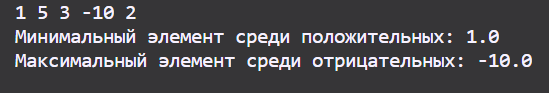 1 5 3 -10 2
Минимальный элемент среди положительных: 1.0
Максимальный элемент среди отрицательных: -10.0